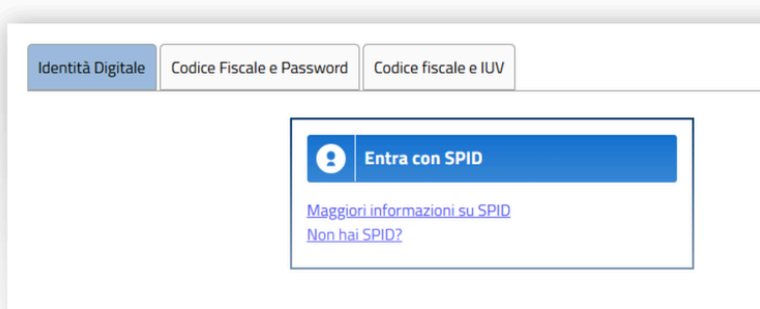 Identità Digitale
Codice Fiscale e Password
Codice fiscale e IUV
Entra con SPID
Maggiori informazioni su SPID
Non hai SPID?